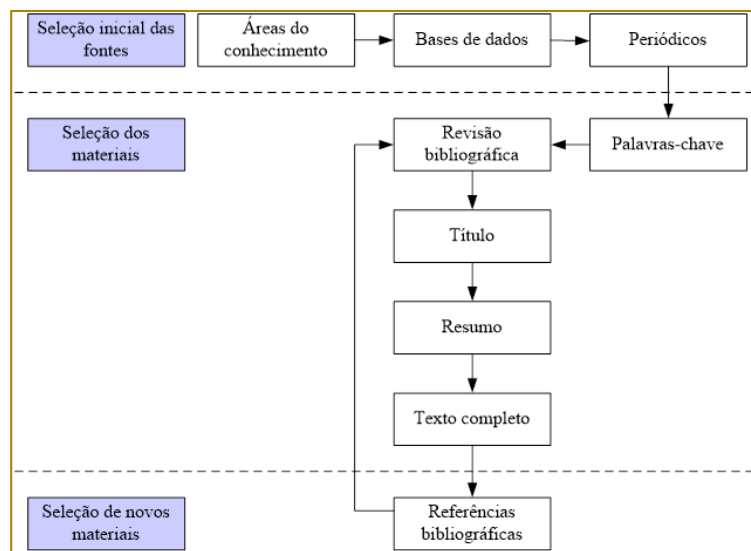 Seleção inicial das
fontes
Áreas do
conhecimento
Bases de dados
Periódicos
Seleção dos
materiais
Revisão
bibliográfica
Palavras-chave
Título
Resumo
Texto completo
Seleção de novos
materiais
Referências
bibliográficas